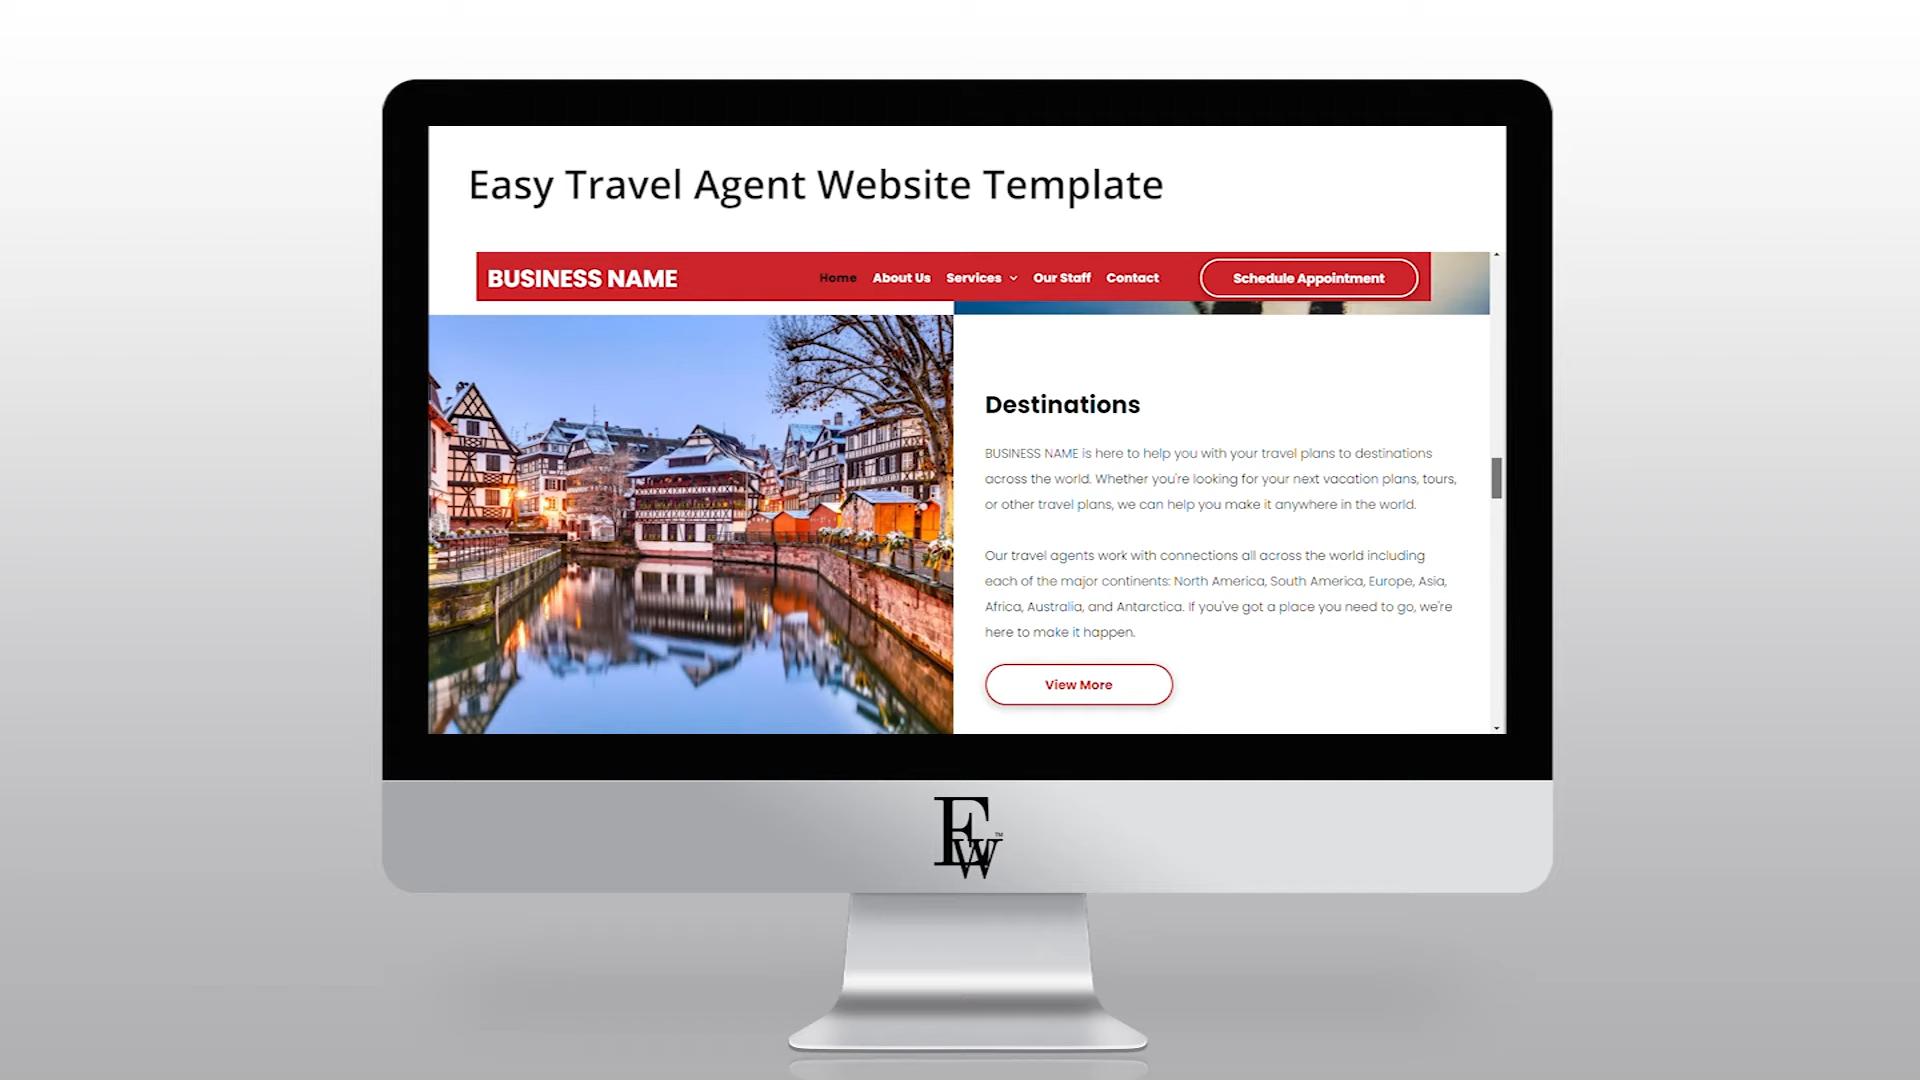 Easy Travel Agent Website Template
BUSINESS NAME
Home About Us Services Our Staff Contact Schedule Appointment
Destinations
BUSINESS NAME is here to help you with your travel plans to destinations
across the world. Whether you're looking for your next vacation plans, tours,
or other travel plans, we can help you make it anywhere in the world.
Our travel agents work with connections all across the world including
each of the major continents: North America, South America, Europe, Asia,
Africa, Australia, and Antarctica. If you've got a place you need to go, we're
here to make it happen.
View More
EW™